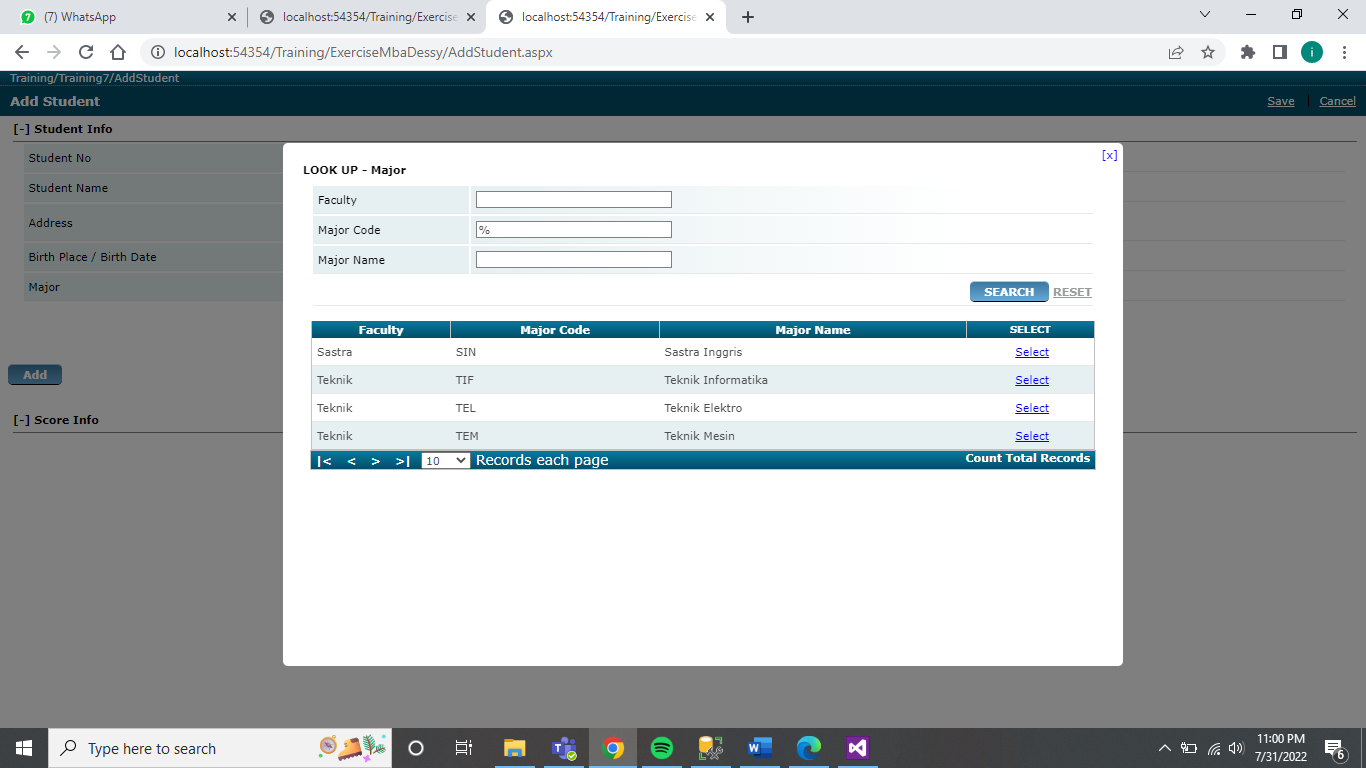 (7) WhatsApp
localhost:54354/Training/Exercise
localhost:54354/Training/Exercise
localhost:54354/Training/ExerciseMbaDessy/AddStudent.aspx
i
Training/Training7/AddStudent
Add Student
Save
Cancel
[-] Student Info
Student No
Student Name
Address
Birth Place / Birth Date
Major
Add
[-] Score Info
[x]
LOOK UP - Major
Faculty
Major Code
%
Major Name
SEARCH
RESET
Faculty Major Code Major Name SELECT
Sastra SIN Sastra Inggris Select
Teknik TIF Teknik Informatika Select
Teknik TEL Teknik Elektro Select
Teknik TEM Teknik Mesin Select
|< < > >| 10 Records each page Count Total Records
Type here to search
11:00 PM
7/31/2022
6